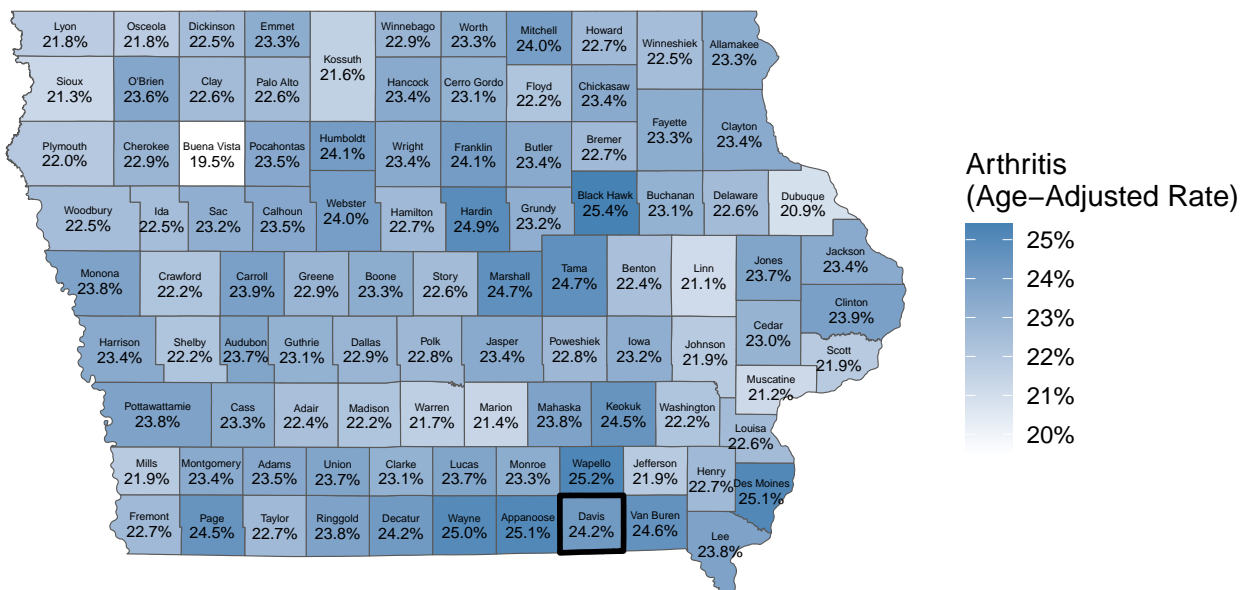 Lyon
21.8%
Osceola
21.8%
Dickinson
22.5%
Emmet
23.3%
Kossuth
21.6%
Winnebago
22.9%
Worth
23.3%
Mitchell
24.0%
Howard
22.7%
Winneshiek
22.5%
Allamakee
23.3%
Sioux
21.3%
O'Brien
23.6%
Clay
22.6%
Palo Alto
22.6%
Hancock
23.4%
Cerro Gordo
23.1%
Floyd
22.2%
Chickasaw
23.4%
Fayette
23.3%
Clayton
23.4%
Plymouth
22.0%
Cherokee
22.9%
Buena Vista
19.5%
Pocahontas
23.5%
Humboldt
24.1%
Wright
23.4%
Franklin
24.1%
Butler
23.4%
Bremer
22.7%
Woodbury
22.5%
Ida
22.5%
Sac
23.2%
Calhoun
23.5%
Webster
24.0%
Hamilton
22.7%
Hardin
24.9%
Grundy
23.2%
Black Hawk
25.4%
Buchanan
23.1%
Delaware
22.6%
Dubuque
20.9%
Monona
23.8%
Crawford
22.2%
Carroll
23.9%
Greene
22.9%
Boone
23.3%
Story
22.6%
Marshall
24.7%
Tama
24.7%
Benton
22.4%
Linn
21.1%
Jones
23.7%
Jackson
23.4%
Clinton
23.9%
Harrison
23.4%
Shelby
22.2%
Audubon
23.7%
Guthrie
23.1%
Dallas
22.9%
Polk
22.8%
Jasper
23.4%
Poweshiek
22.8%
Iowa
23.2%
Johnson
21.9%
Cedar
23.0%
Scott
21.9%
Muscatine
21.2%
Pottawattamie
23.8%
Cass
23.3%
Adair
22.4%
Madison
22.2%
Warren
21.7%
Marion
21.4%
Mahaska
23.8%
Keokuk
24.5%
Washington
22.2%
Louisa
22.6%
Mills
21.9%
Montgomery
23.4%
Adams
23.5%
Union
23.7%
Clarke
23.1%
Lucas
23.7%
Monroe
23.3%
Wapello
25.2%
Jefferson
21.9%
Henry
22.7%
Des Moines
25.1%
Fremont
22.7%
Page
24.5%
Taylor
22.7%
Ringgold
23.8%
Decatur
24.2%
Wayne
25.0%
Appanoose
25.1%
Davis
24.2%
Van Buren
24.6%
Lee
23.8%
Arthritis
(Age−Adjusted Rate)
25%
24%
23%
22%
21%
20%